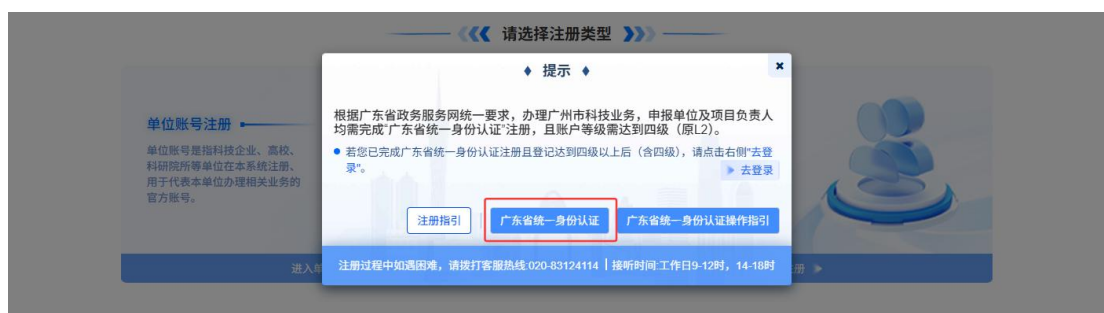 请选择注册类型
提示
根据广东省政务服务网统一要求，办理广州市科技业务，申报单位及项目负责人
均需完成“广东省统一身份认证”注册，且账户等级需达到四级（原L2）。
若您已完成广东省统一身份认证注册且登记达到四级以上后（含四级），请点击右侧“去登
录”。
去登录
注册指引
广东省统一身份认证
广东省统一身份认证操作指引
注册过程中如遇困难，请拨打客服热线:020-83124114 | 接听时间:工作日9-12时，14-18时
单位账号注册
单位账号是指科技企业、高校、
科研院所等单位在本系统注册、
用于代表本单位办理相关业务的
官方账号。
进入单
册